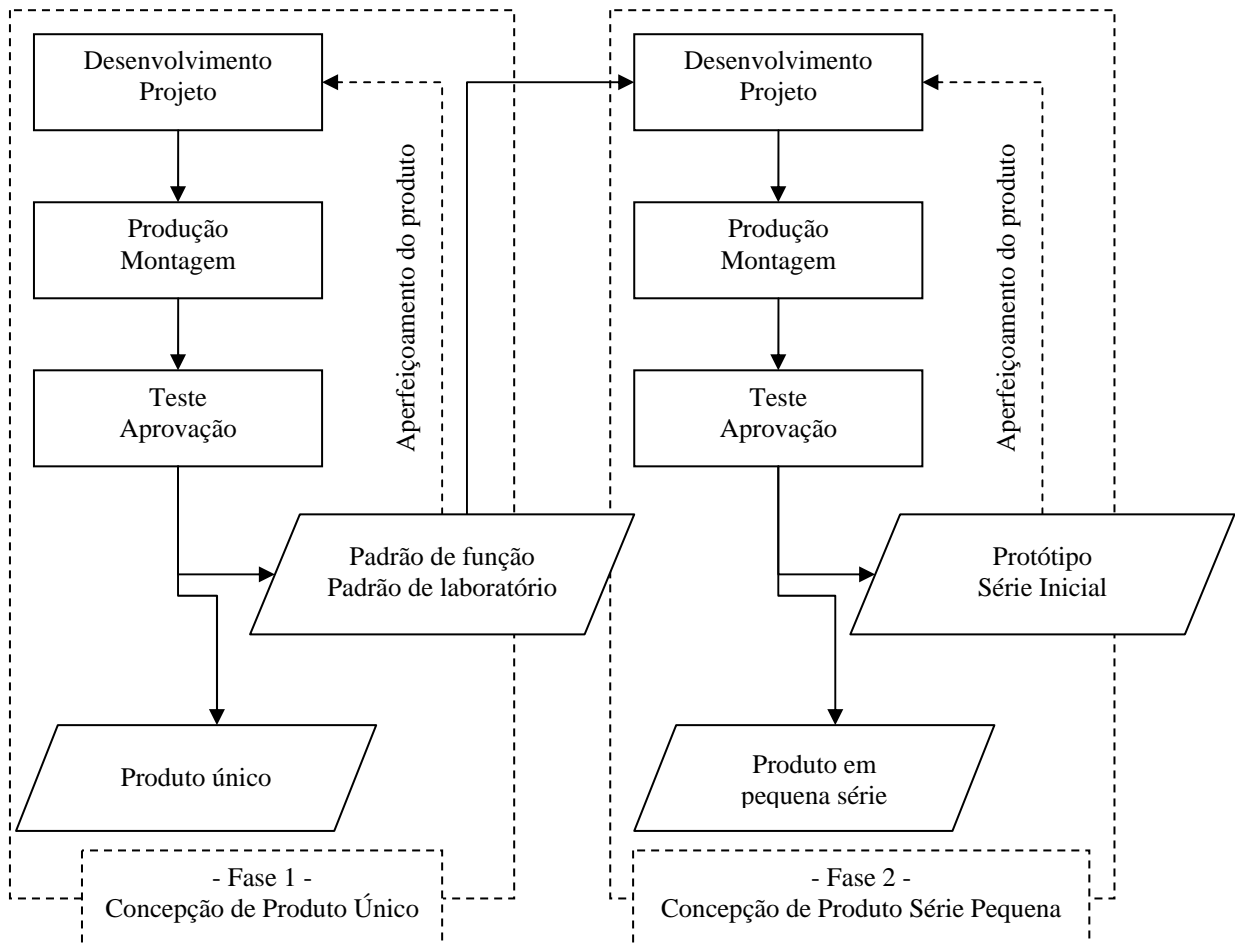 Desenvolvimento
Projeto
Produção
Montagem
Teste
Aprovação
Aperfeiçoamento do produto
Padrão de função
Padrão de laboratório
Produto único
- Fase 1 -
Concepção de Produto Único
Desenvolvimento
Projeto
Produção
Montagem
Teste
Aprovação
Aperfeiçoamento do produto
Protótipo
Série Inicial
Produto em
pequena série
- Fase 2 -
Concepção de Produto Série Pequena